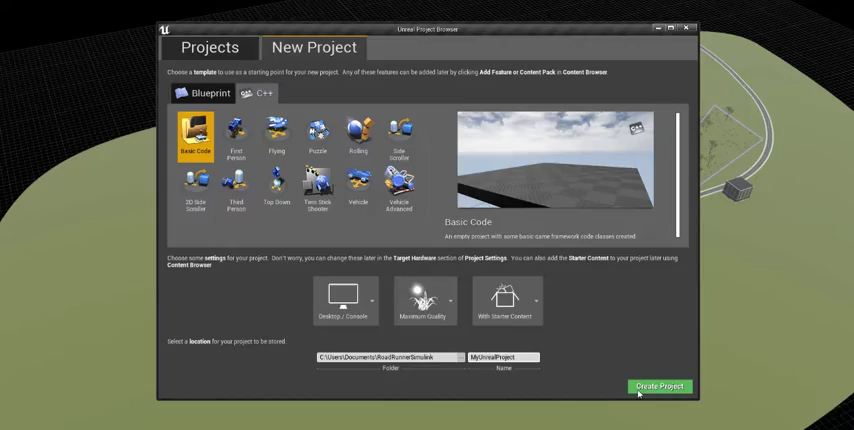 Unreal Project Browser
Projects
New Project
Choose a template to use as a starting point for your new project. Any of these features can be added later by clicking Add Feature or Content Pack in Content Browser.
Blueprint
C++
Basic Code
First Person
Flying
Puzzle
Rolling
Side Scroller
2D Side Scroller
Third Person
Top Down
Twin Stick Shooter
Vehicle
Vehicle Advanced
C++
Basic Code
An empty project with some basic game framework code classes created.
Choose some settings for your project. Don't worry, you can change these later in the Target Hardware section of Project Settings. You can also add the Starter Content to your project later using
Content Browser
Desktop / Console
Maximum Quality
With Starter Content
Select a location for your project to be stored.
C:\Users\Documents\RoadRunnerSimulink
...
MyUnrealProject
Folder
Name
Create Project